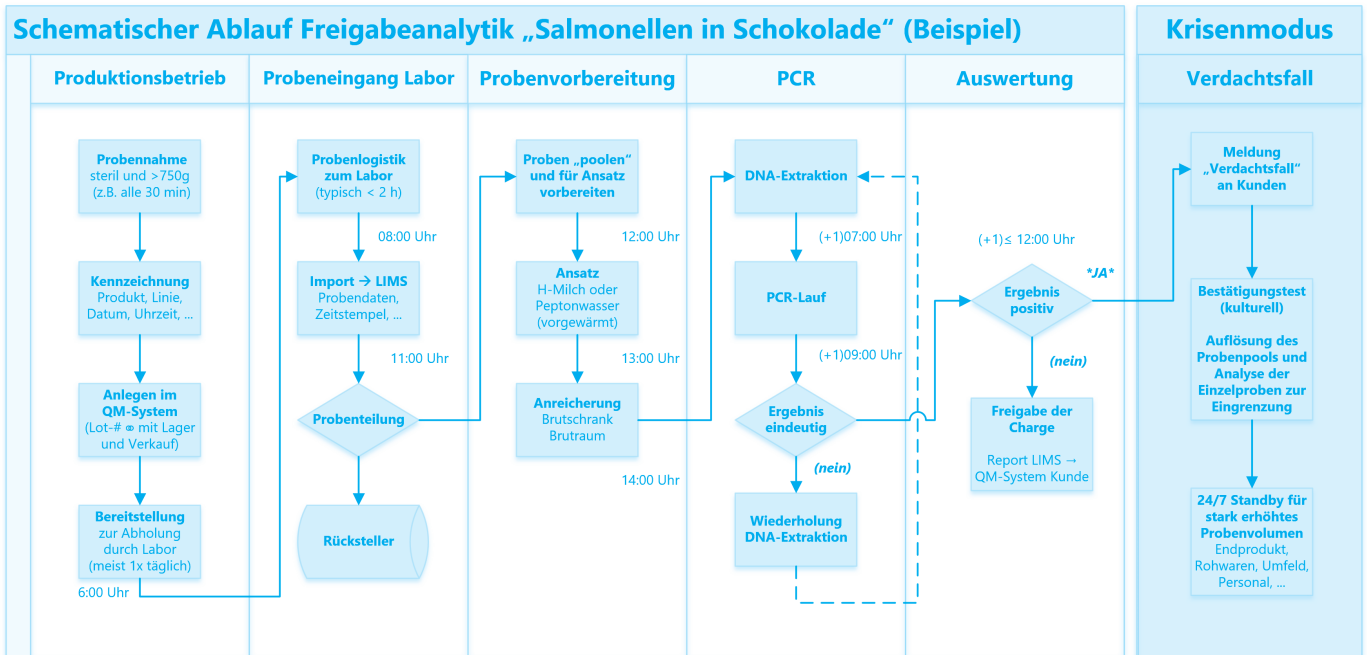 Schematischer Ablauf Freigabeanalytik „Salmonellen in Schokolade“ (Beispiel)
Krisenmodus
Produktionsbetrieb
Probeneingang Labor
Probenvorbereitung
PCR
Auswertung
Verdachtsfall
Probennahme
steril und >750g
(z.B. alle 30 min)
Kennzeichnung
Produkt, Linie,
Datum, Uhrzeit, ...
Anlegen im
QM-System
(Lot-# ⚭ mit Lager
und Verkauf)
Bereitstellung
zur Abholung
durch Labor
(meist 1x täglich)
6:00 Uhr
Probenlogistik
zum Labor
(typisch < 2 h)
08:00 Uhr
Import → LIMS
Probendaten,
Zeitstempel, ...
11:00 Uhr
Probenteilung
Rücksteller
Proben „poolen“
und für Ansatz
vorbereiten
12:00 Uhr
Ansatz
H-Milch oder
Peptonwasser
(vorgewärmt)
13:00 Uhr
Anreicherung
Brutschrank
Brutraum
14:00 Uhr
DNA-Extraktion
(+1)07:00 Uhr
PCR-Lauf
(+1)09:00 Uhr
Ergebnis
eindeutig
(nein)
Wiederholung
DNA-Extraktion
(+1)≤ 12:00 Uhr
Ergebnis
positiv
*JA*
(nein)
Freigabe der
Charge
Report LIMS →
QM-System Kunde
Meldung
„Verdachtsfall“
an Kunden
Bestätigungstest
(kulturell)
Auflösung des
Probenpools und
Analyse der
Einzelproben zur
Eingrenzung
24/7 Standby für
stark erhöhtes
Probenvolumen
Endprodukt,
Rohwaren, Umfeld,
Personal, ...